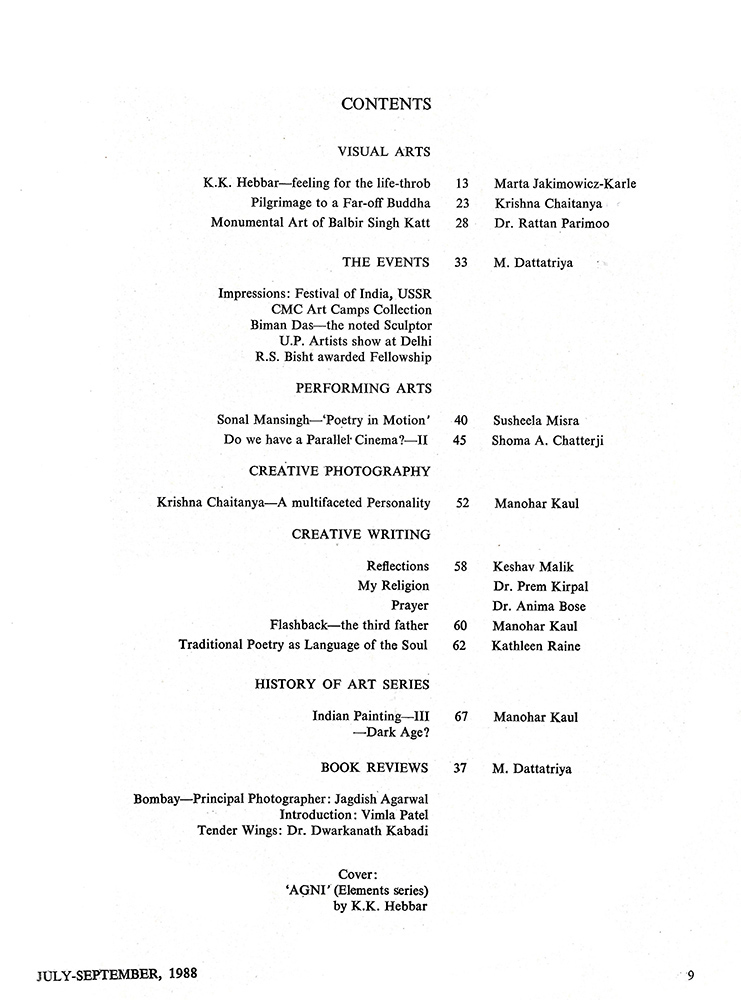 CONTENTS
VISUAL ARTS
K.K. Hebbar—feeling for the life-throb 13 Marta Jakimowicz-Karle
Pilgrimage to a Far-off Buddha 23 Krishna Chaitanya
Monumental Art of Balbir Singh Katt 28 Dr. Rattan Parimoo
THE EVENTS 33 M. Dattatriya
Impressions: Festival of India, USSR
CMC Art Camps Collection
Biman Das—the noted Sculptor
U.P. Artists show at Delhi
R.S. Bisht awarded Fellowship
PERFORMING ARTS
Sonal Mansingh—‘Poetry in Motion’ 40 Susheela Misra
Do we have a Parallel Cinema?—II 45 Shoma A. Chatterji
CREATIVE PHOTOGRAPHY
Krishna Chaitanya—A multifaceted Personality 52 Manohar Kaul
CREATIVE WRITING
Reflections 58 Keshav Malik
My Religion Dr. Prem Kirpal
Prayer Dr. Anima Bose
Flashback—the third father 60 Manohar Kaul
Traditional Poetry as Language of the Soul 62 Kathleen Raine
HISTORY OF ART SERIES
Indian Painting—III 67 Manohar Kaul
—Dark Age?
BOOK REVIEWS 37 M. Dattatriya
Bombay—Principal Photographer: Jagdish Agarwal
Introduction: Vimla Patel
Tender Wings: Dr. Dwarkanath Kabadi
Cover:
‘AGNI’ (Elements series)
by K.K. Hebbar
JULY-SEPTEMBER, 1988 9